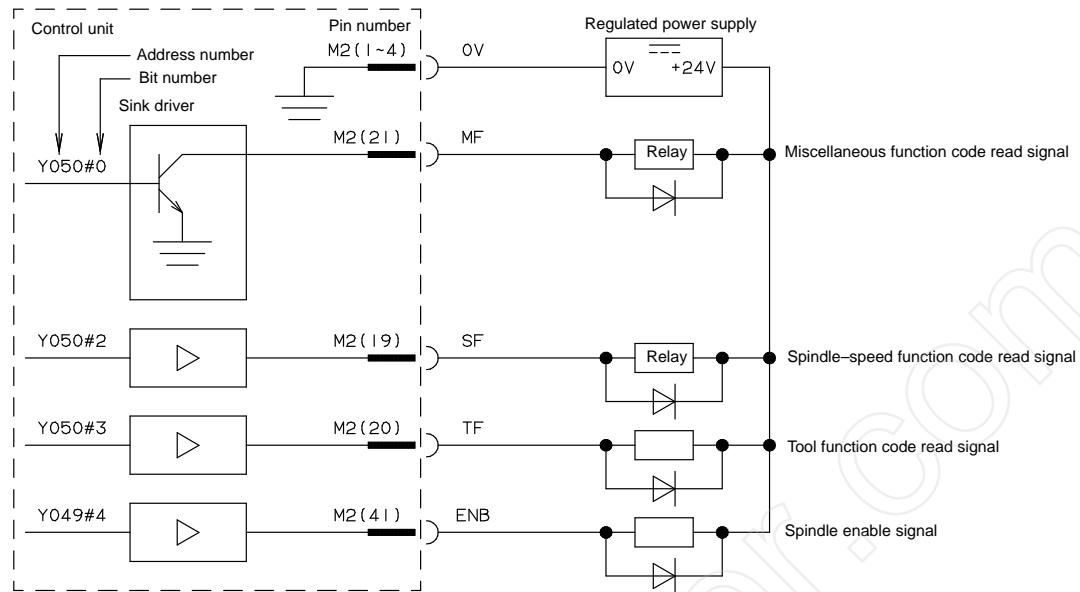 Control unit
Pin number
Regulated power supply
Address number
M2(1~4)
0V
0V
+24V
Bit number
Sink driver
Y050#0
M2(21)
MF
Relay
Miscellaneous function code read signal
Y050#2
M2(19)
SF
Relay
Spindle–speed function code read signal
Y050#3
M2(20)
TF
Tool function code read signal
Y049#4
M2(41)
ENB
Spindle enable signal